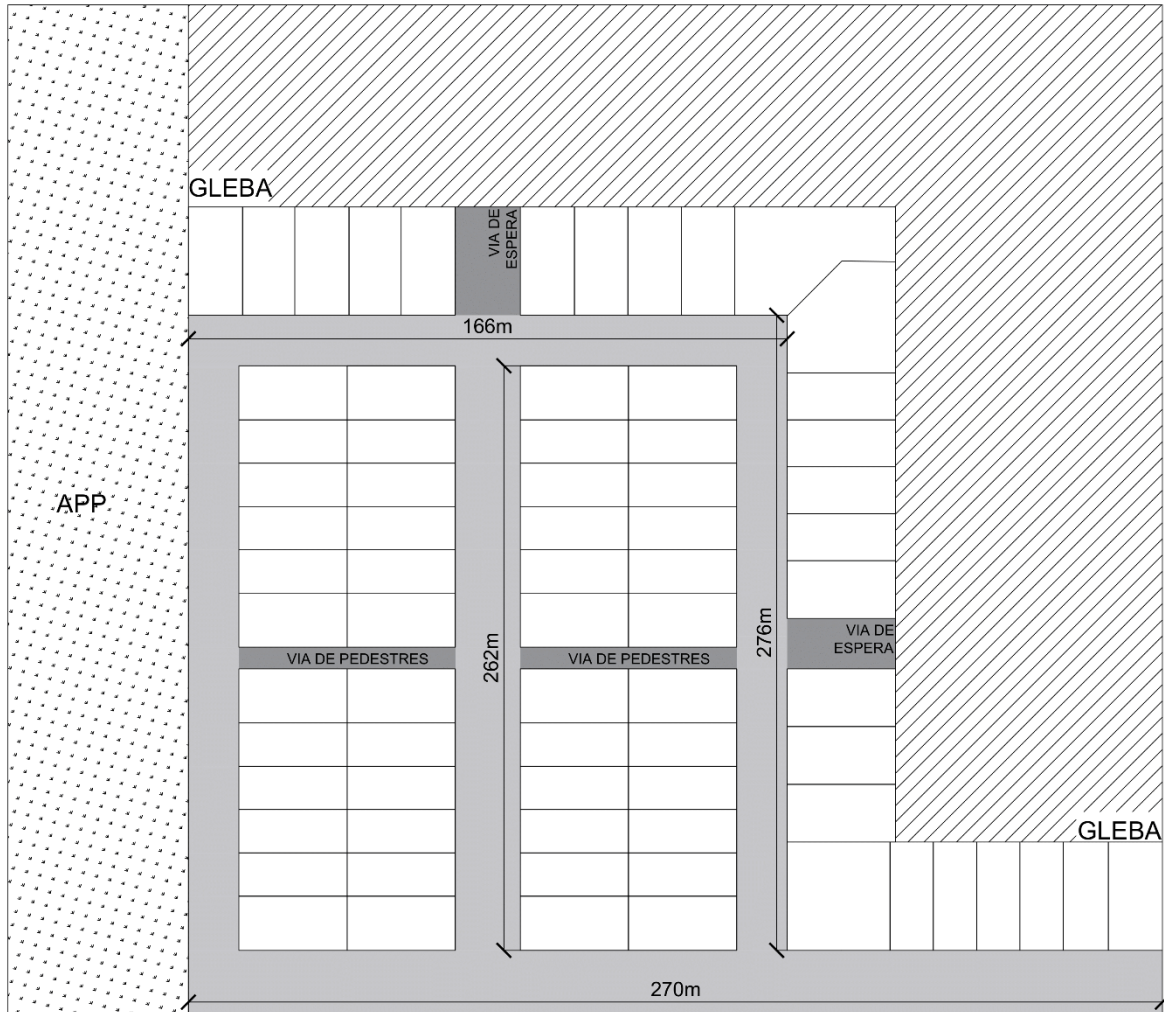 GLEBA
VIA DE
ESPERA
166m
APP
262m
276m
VIA DE
ESPERA
VIA DE PEDESTRES
VIA DE PEDESTRES
GLEBA
270m